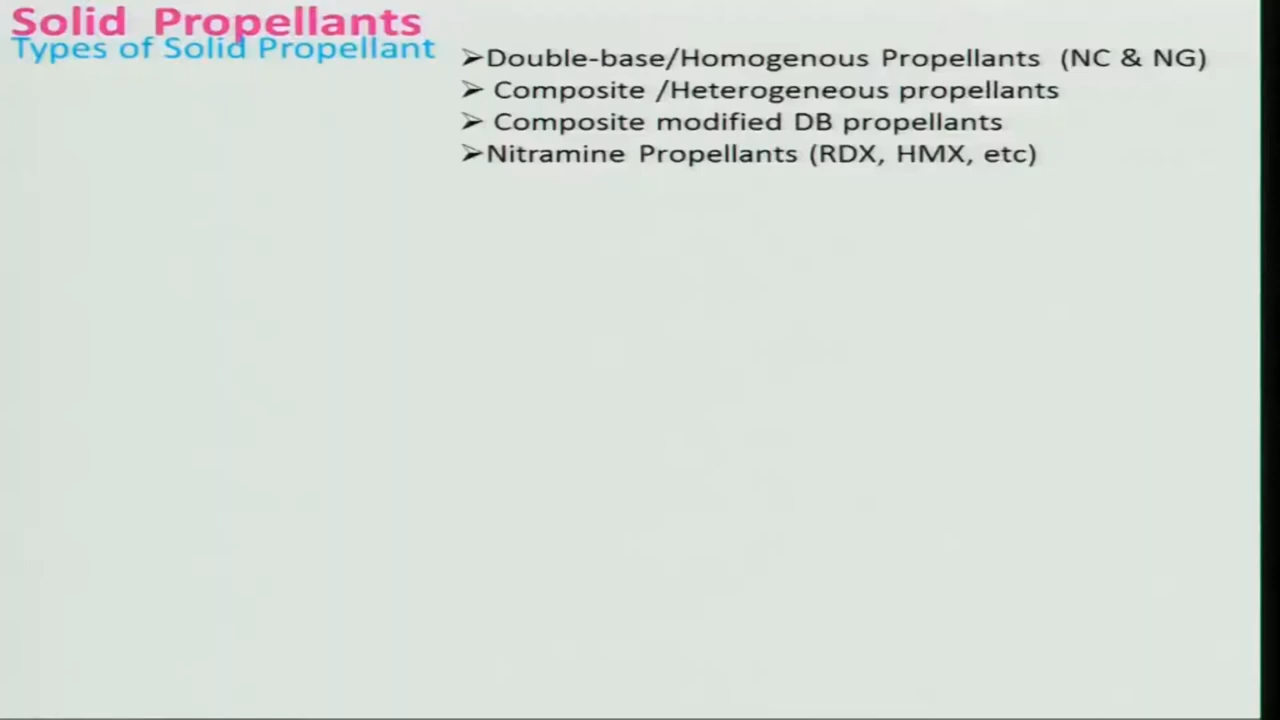 Solid Propellants
Types of Solid Propellant
➢Double-base/Homogenous Propellants (NC & NG)
➢ Composite /Heterogeneous propellants
➢ Composite modified DB propellants
➢Nitramine Propellants (RDX, HMX, etc)